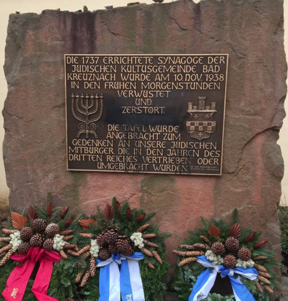 DIE 1737 ERRICHTETE SYNAGOGE DER
JÜDISCHEN KULTUSGEMEINDE BAD
KREUZNACH WURDE AM 10. NOV. 1938
IN DEN FRÜHEN MORGENSTUNDEN
VERWÜSTET
UND
ZERSTÖRT.
DIE TAFEL WURDE
ANGEBRACHT ZUM
GEDENKEN AN UNSERE JÜDISCHEN
MITBÜRGER DIE IN DEN JAHREN DES
DRITTEN REICHES VERTRIEBEN ODER
UMGEBRACHT WURDEN